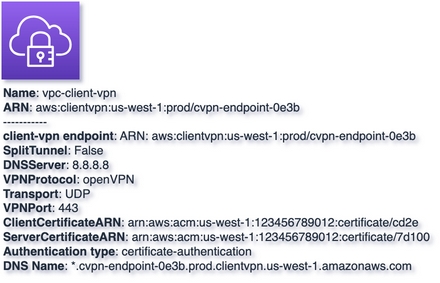 Name: vpc-client-vpn
ARN: aws:clientvpn:us-west-1:prod/cvpn-endpoint-0e3b
-----------
client-vpn endpoint: ARN: aws:clientvpn:us-west-1:prod/cvpn-endpoint-0e3b
SplitTunnel: False
DNSServer: 8.8.8.8
VPNProtocol: openVPN
Transport: UDP
VPNPort: 443
ClientCertificateARN: arn:aws:acm:us-west-1:123456789012:certificate/cd2e
ServerCertificateARN: arn:aws:acm:us-west-1:123456789012:certificate/7d100
Authentication type: certificate-authentication
DNS Name: *.cvpn-endpoint-0e3b.prod.clientvpn.us-west-1.amazonaws.com